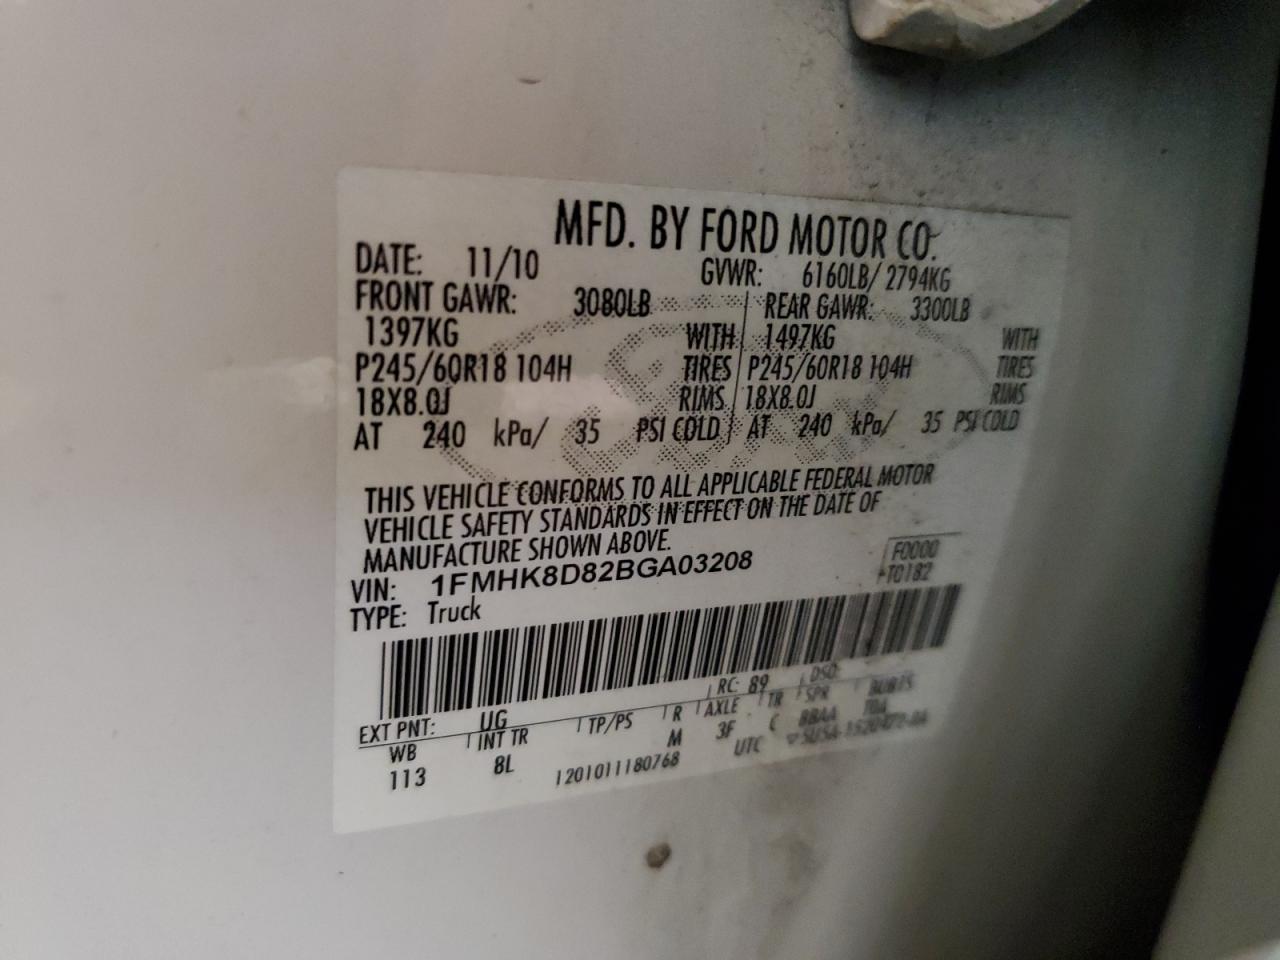 MFD. BY FORD MOTOR CO.
DATE: 11/10 GVWR: 6160LB/ 2794KG
FRONT GAWR: 3080LB REAR GAWR: 3300LB
1397KG WITH 1497KG WITH
P245/60R18 104H TIRES P245/60R18 104H TIRES
18X8.0J RIMS 18X8.0J RIMS
AT 240 kPa/ 35 PSI COLD AT 240 kPa/ 35 PSI COLD
THIS VEHICLE CONFORMS TO ALL APPLICABLE FEDERAL MOTOR
VEHICLE SAFETY STANDARDS IN EFFECT ON THE DATE OF
MANUFACTURE SHOWN ABOVE.
F0000
VIN: 1FMHK8D82BGA03208 T0182
TYPE: Truck
EXT PNT: UG RC: 89 DSO:
WB INT TR TP/PS R AXLE TR SPR
113 8L M 3F C 8BAA
1201011180768 UTC